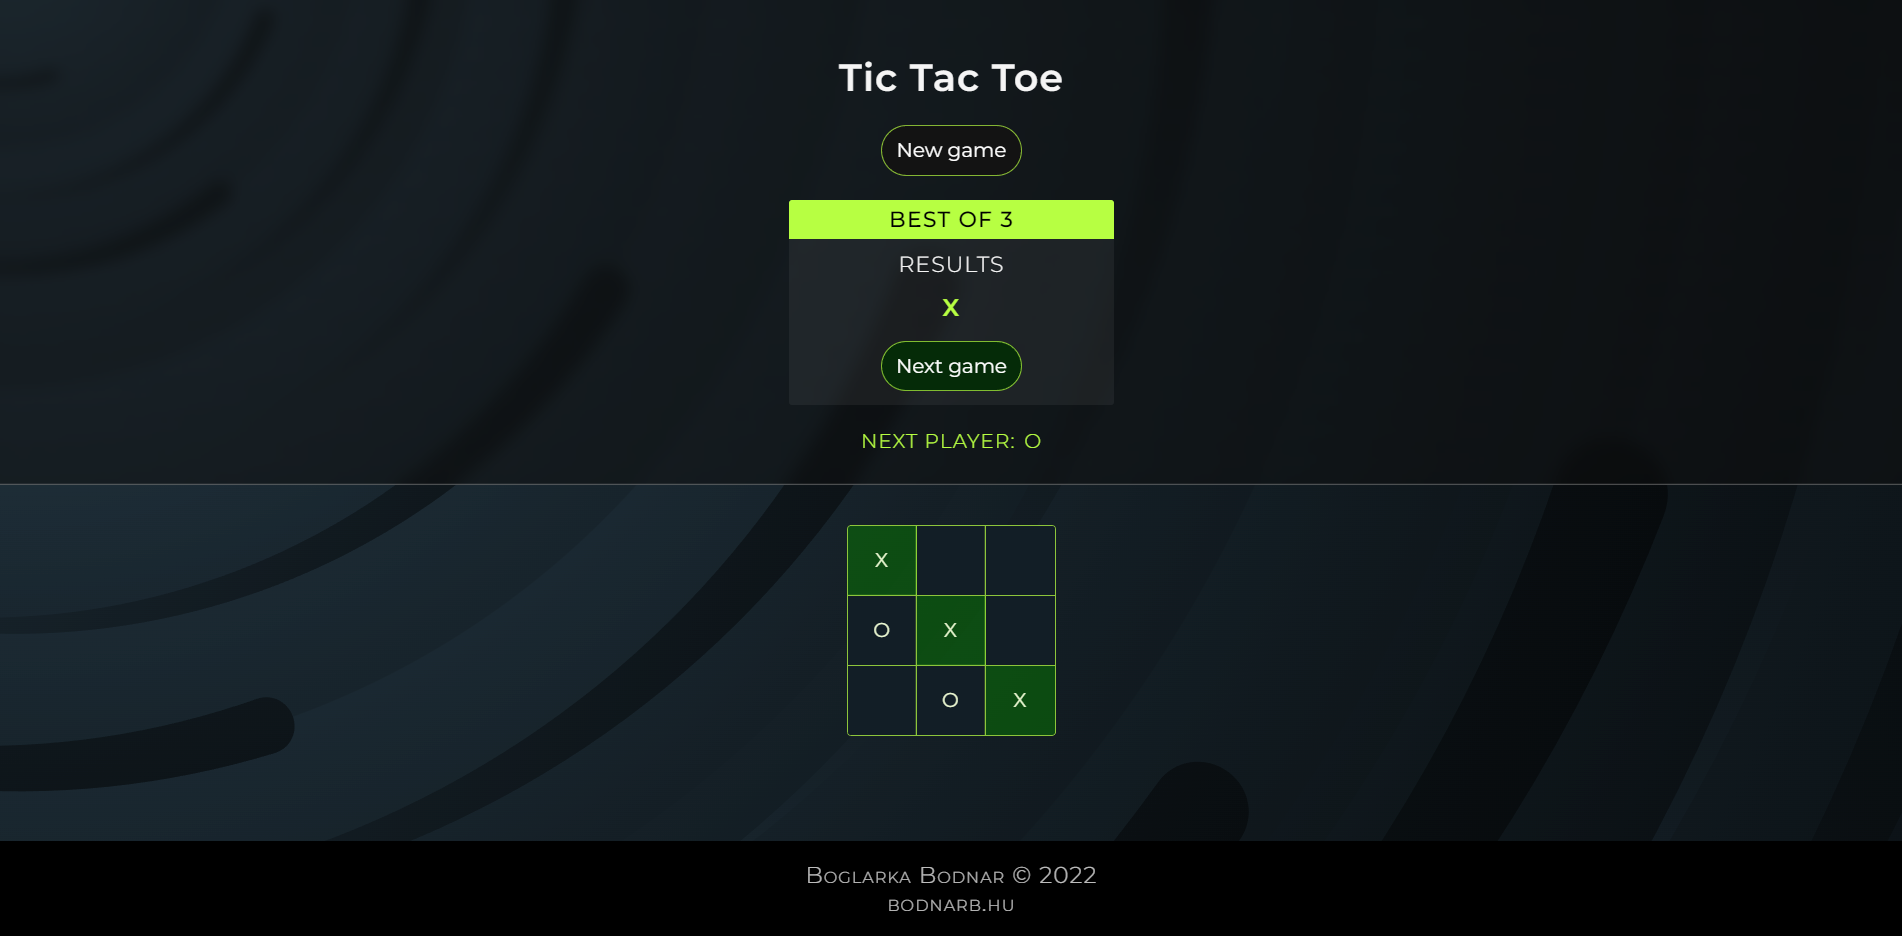 Tic Tac Toe
New game
BEST OF 3
RESULTS
X
Next game
NEXT PLAYER: O
X
O X
O X
Boglarka Bodnar © 2022
bodnarb.hu